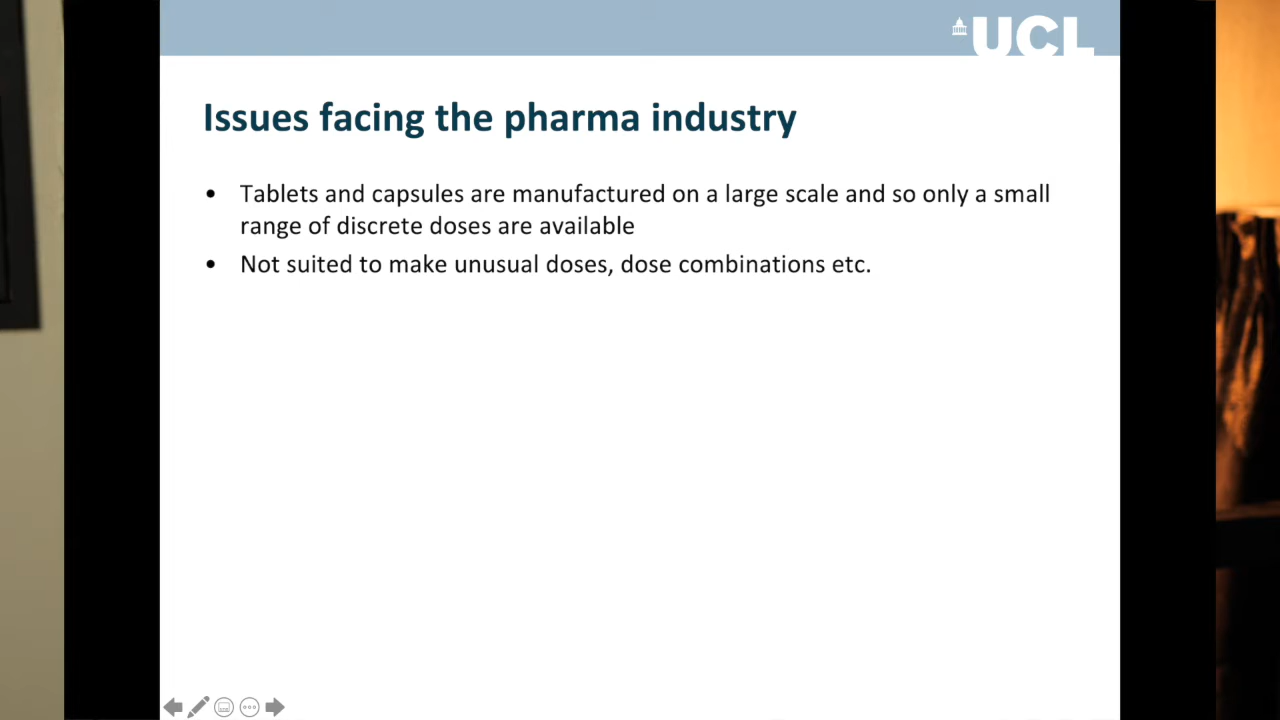 UCL
Issues facing the pharma industry
• Tablets and capsules are manufactured on a large scale and so only a small
range of discrete doses are available
• Not suited to make unusual doses, dose combinations etc.